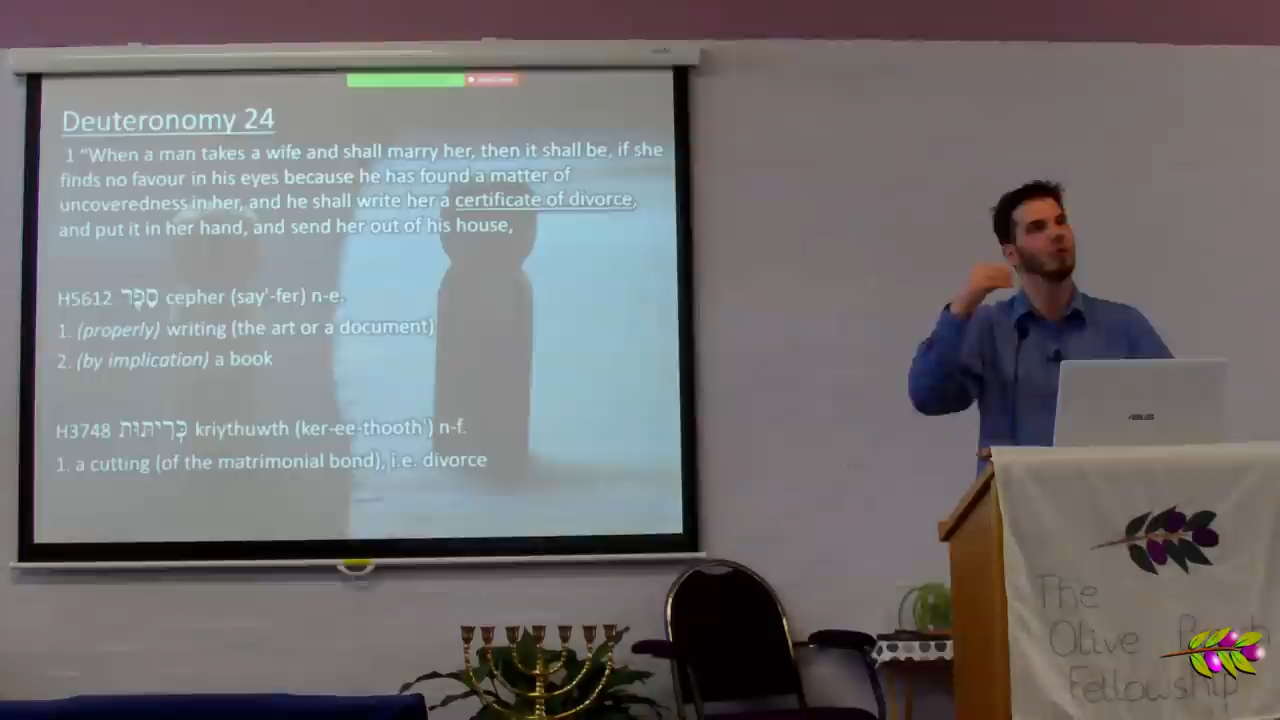 Deuteronomy 24
1 "When a man takes a wife and shall marry her, then it shall be, if she
finds no favour in his eyes because he has found a matter of
uncoveredness in her, and he shall write her a certificate of divorce,
and put it in her hand, and send her out of his house,
H5612 סֵפֶר cepher (say'-fer) n-e.
1. (properly) writing (the art or a document)
2. (by implication) a book
H3748 כְּרִיתוּת kriythuwth (ker-ee-thooth') n-f.
1. a cutting (of the matrimonial bond), i.e. divorce
ASUS
The
Olive
Fellowship